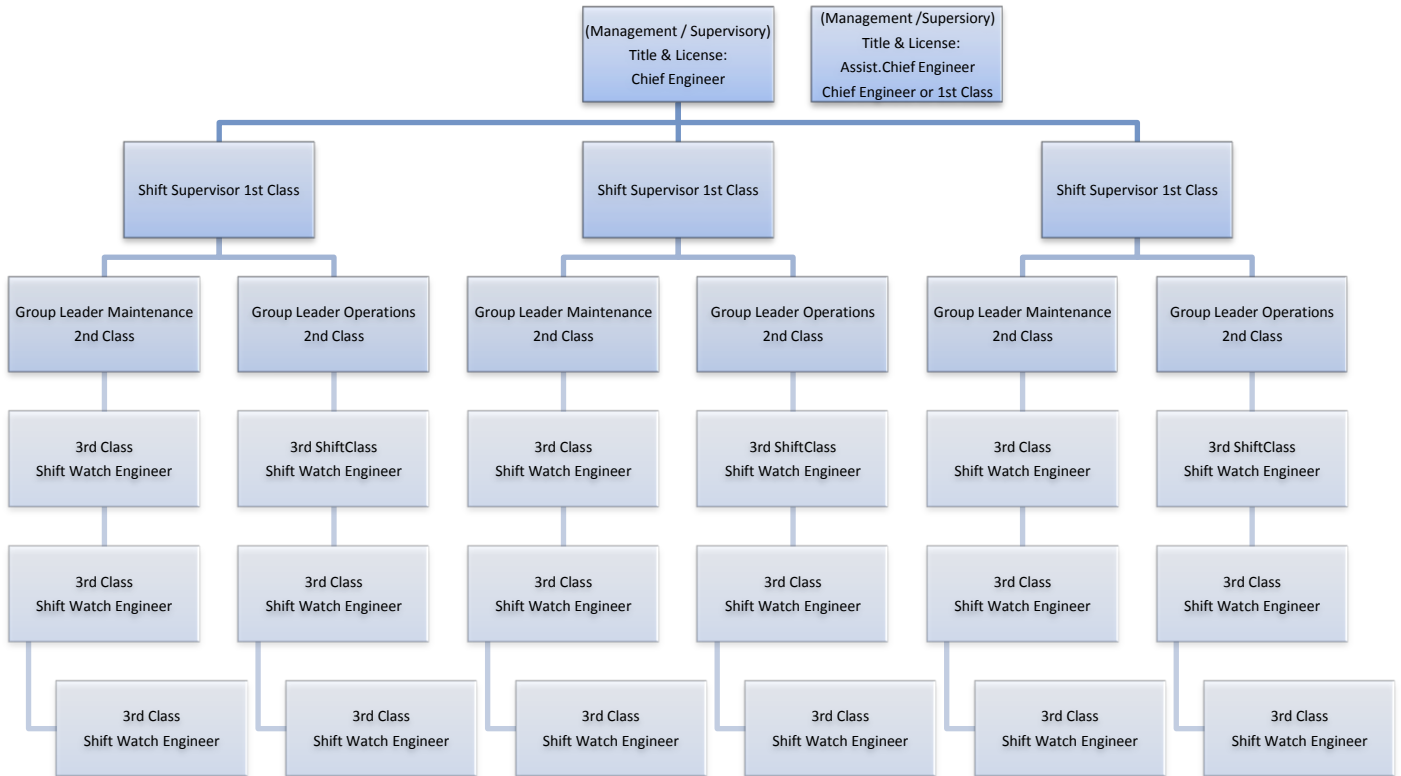 (Management / Supervisory)
Title & License:
Chief Engineer
(Management /Supersiory)
Title & License:
Assist.Chief Engineer
Chief Engineer or 1st Class
Shift Supervisor 1st Class
Shift Supervisor 1st Class
Shift Supervisor 1st Class
Group Leader Maintenance
2nd Class
Group Leader Operations
2nd Class
Group Leader Maintenance
2nd Class
Group Leader Operations
2nd Class
Group Leader Maintenance
2nd Class
Group Leader Operations
2nd Class
3rd Class
Shift Watch Engineer
3rd ShiftClass
Shift Watch Engineer
3rd Class
Shift Watch Engineer
3rd ShiftClass
Shift Watch Engineer
3rd Class
Shift Watch Engineer
3rd ShiftClass
Shift Watch Engineer
3rd Class
Shift Watch Engineer
3rd Class
Shift Watch Engineer
3rd Class
Shift Watch Engineer
3rd Class
Shift Watch Engineer
3rd Class
Shift Watch Engineer
3rd Class
Shift Watch Engineer
3rd Class
Shift Watch Engineer
3rd Class
Shift Watch Engineer
3rd Class
Shift Watch Engineer
3rd Class
Shift Watch Engineer
3rd Class
Shift Watch Engineer
3rd Class
Shift Watch Engineer